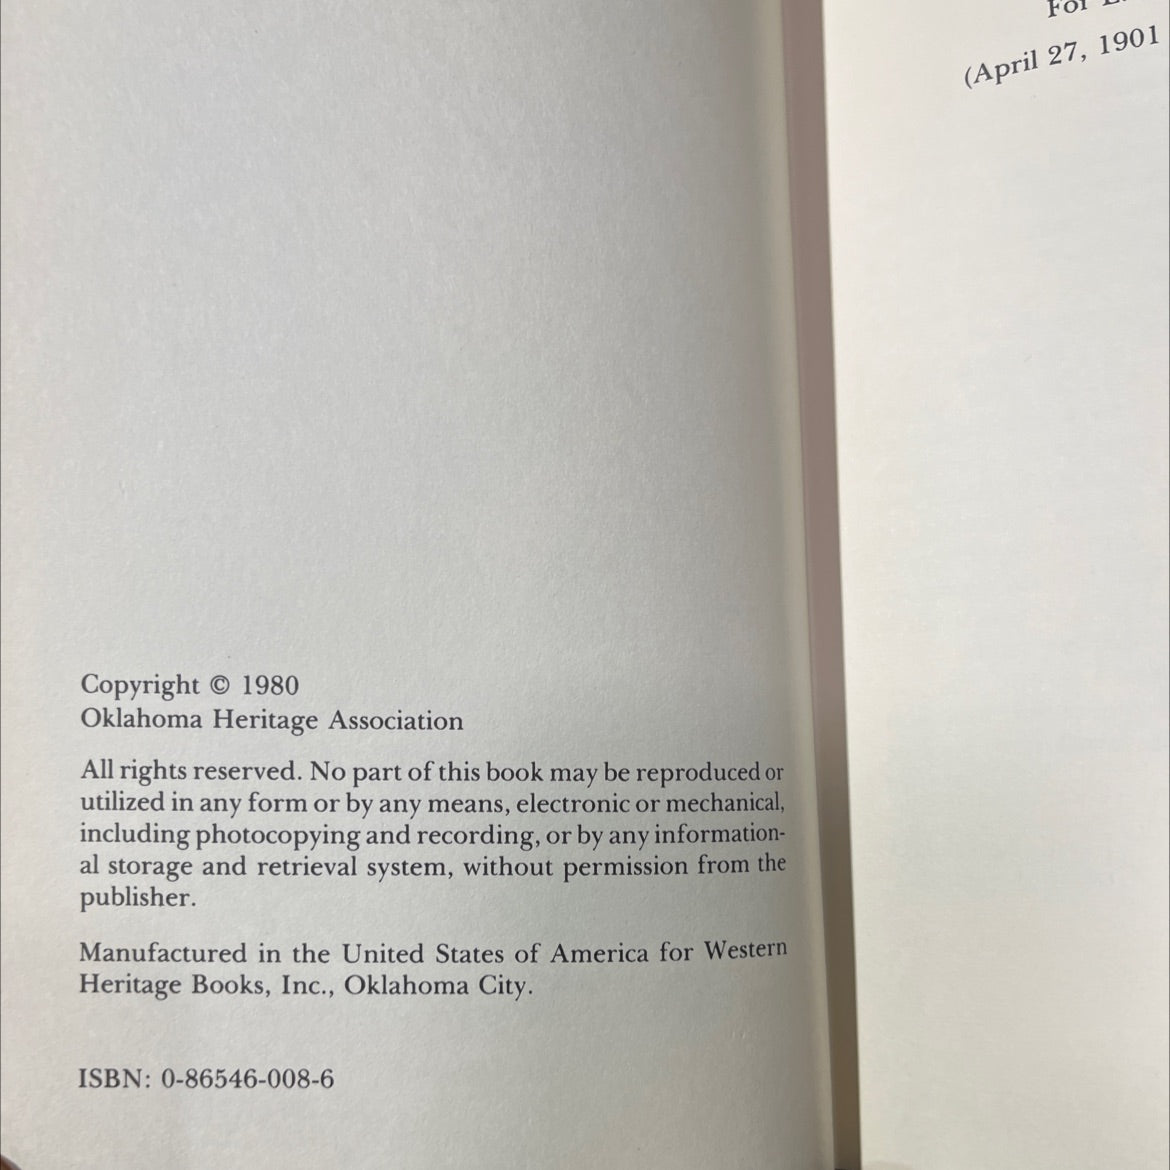 Copyright © 1980
Oklahoma Heritage Association
All rights reserved. No part of this book may be reproduced or
utilized in any form or by any means, electronic or mechanical,
including photocopying and recording, or by any information-
al storage and retrieval system, without permission from the
publisher.
Manufactured in the United States of America for Western
Heritage Books, Inc., Oklahoma City.
ISBN: 0-86546-008-6
For
(April 27, 1901